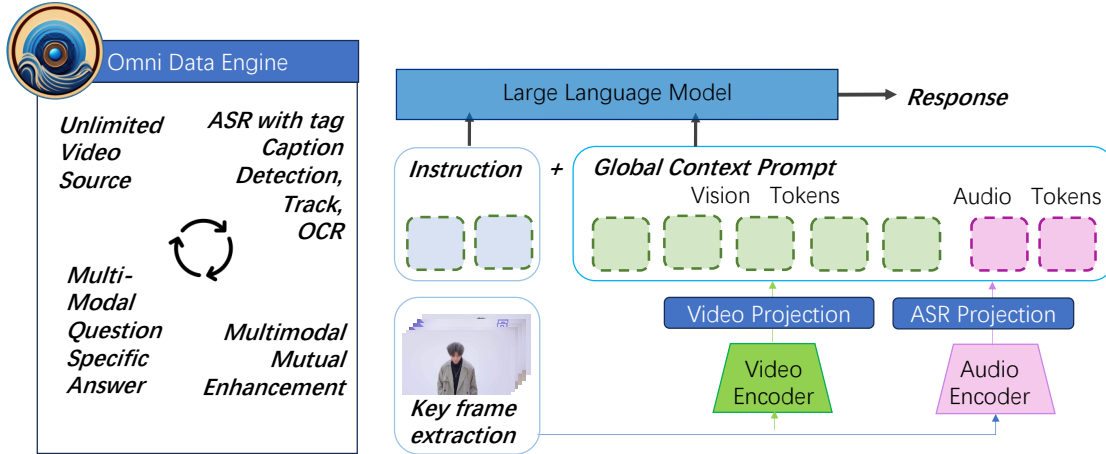 Omni Data Engine
Unlimited
Video
Source
ASR with tag
Caption
Detection,
Track,
OCR
Multi-
Modal
Question
Specific
Answer
Multimodal
Mutual
Enhancement
Large Language Model
Response
Instruction
+
Global Context Prompt
Vision Tokens
Audio Tokens
Video Projection
ASR Projection
Video
Encoder
Audio
Encoder
Key frame
extraction